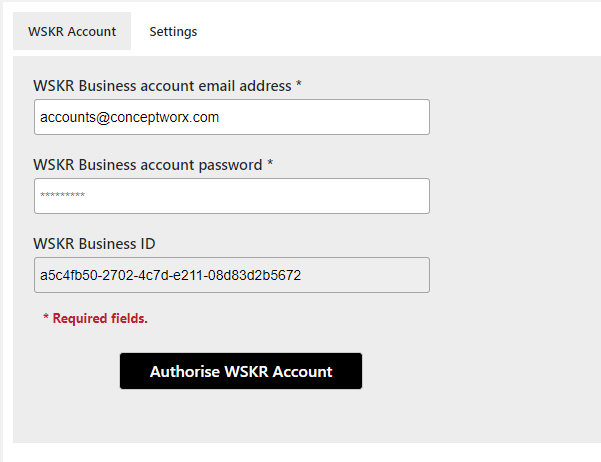 WSKR Account Settings
WSKR Business account email address *
accounts@conceptworx.com
WSKR Business account password *
*********
WSKR Business ID
a5c4fb50-2702-4c7d-e211-08d83d2b5672
* Required fields.
Authorise WSKR Account